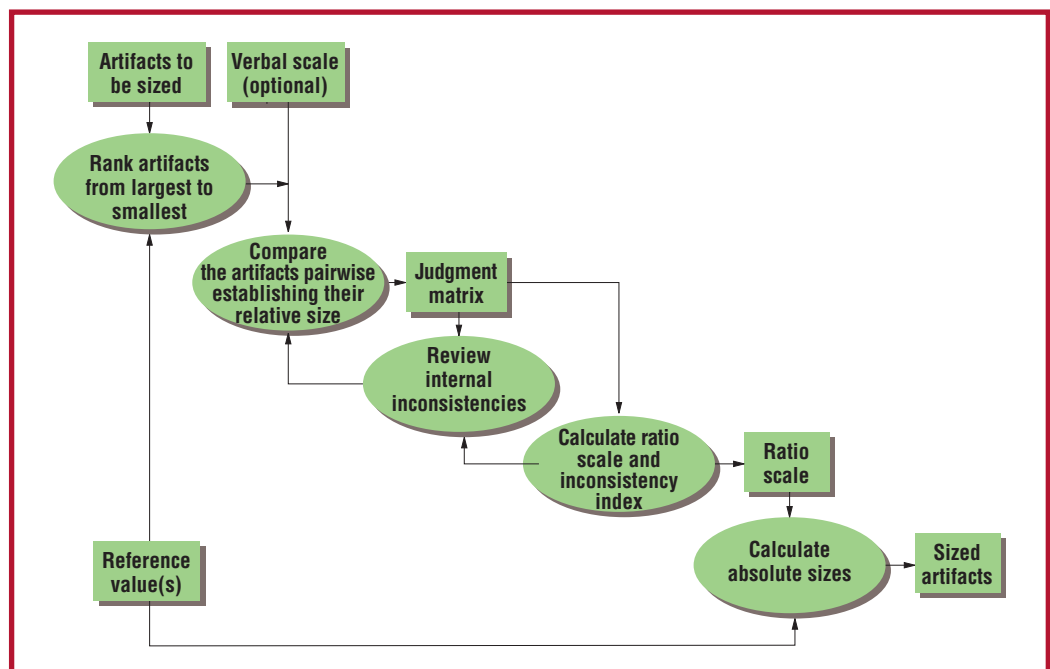 Artifacts to
be sized
Verbal scale
(optional)
Rank artifacts
from largest to
smallest
Compare
the artifacts pairwise
establishing their
relative size
Judgment
matrix
Review
internal
inconsistencies
Calculate ratio
scale and
inconsistency
index
Ratio
scale
Reference
value(s)
Calculate
absolute sizes
Sized
artifacts